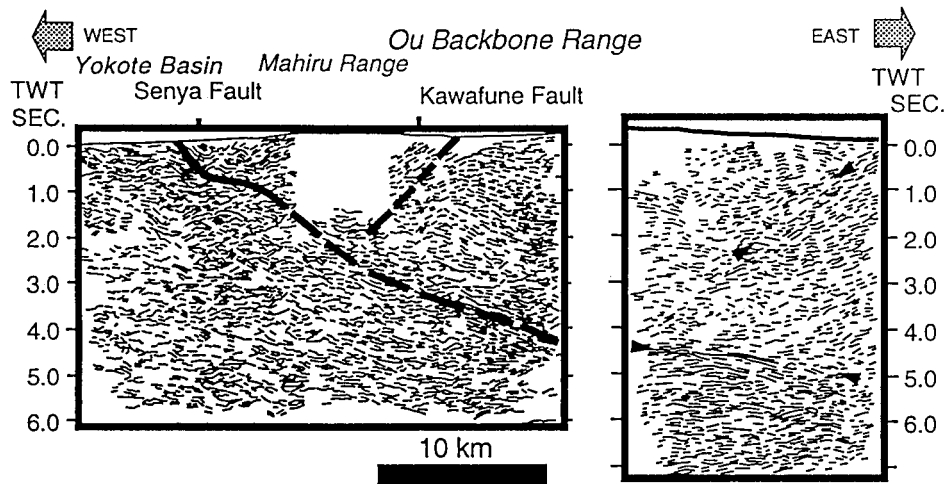 WEST
Ou Backbone Range
EAST
Yokote Basin
Mahiru Range
TWT
SEC.
Senya Fault
Kawafune Fault
TWT
SEC.
0.0
1.0
2.0
3.0
4.0
5.0
6.0
0.0
1.0
2.0
3.0
4.0
5.0
6.0
10 km